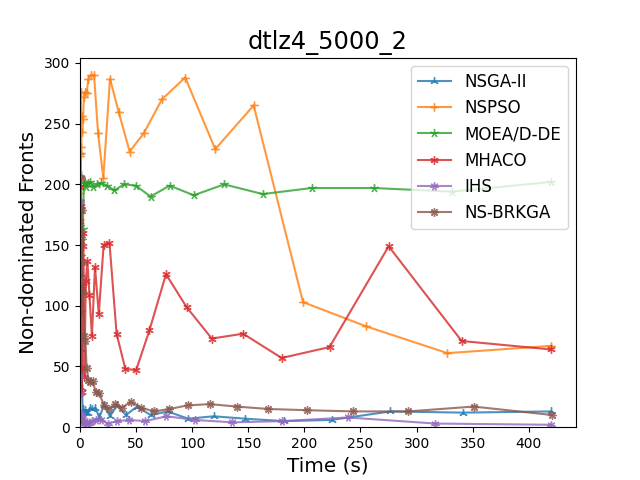 dtlz4_5000_2
Non-dominated Fronts
300
250
200
150
100
50
0
0 50 100 150 200 250 300 350 400
Time (s)
NSGA-II
NSPSO
MOEA/D-DE
MHACO
IHS
NS-BRKGA